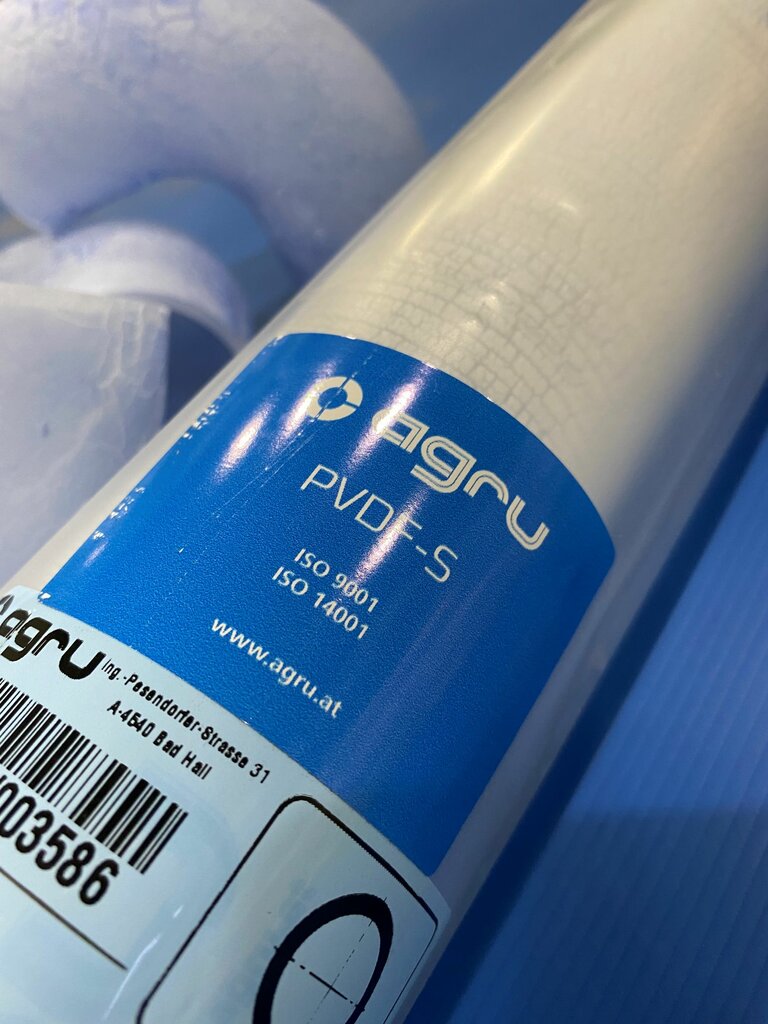 agru
PVDF-S
ISO 9001
ISO 14001
www.agru.at
agru
Ing.-Pesendorfer-Strasse 31
A-4540 Bad Hall
003586